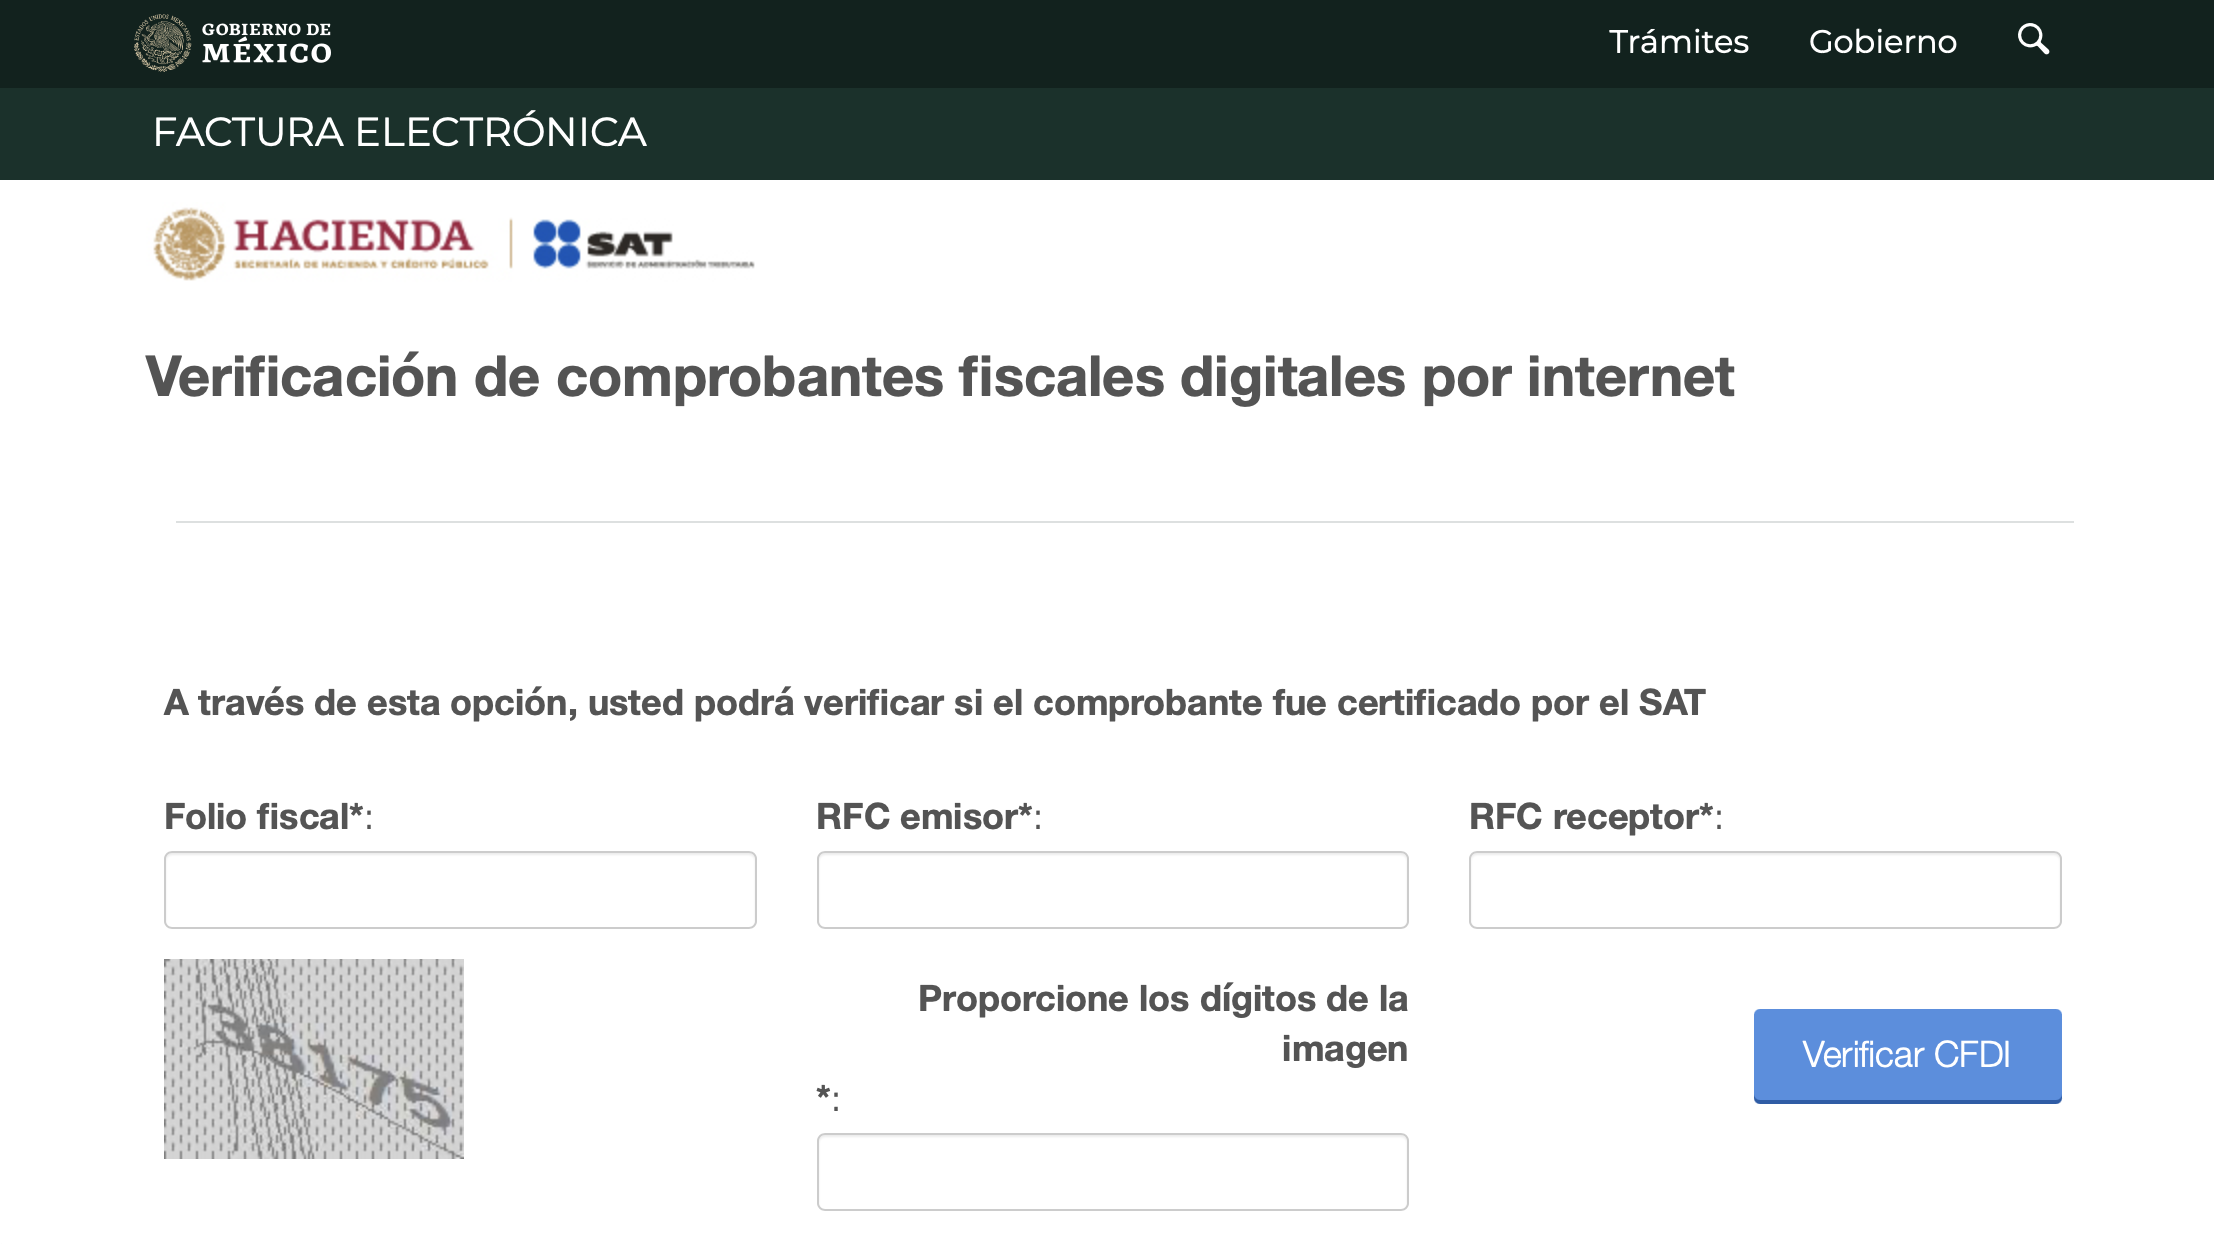 GOBIERNO DE
MÉXICO
Trámites
Gobierno
FACTURA ELECTRÓNICA
HACIENDA
SECRETARÍA DE HACIENDA Y CRÉDITO PÚBLICO
SAT
SERVICIO DE ADMINISTRACIÓN TRIBUTARIA
Verificación de comprobantes fiscales digitales por internet
A través de esta opción, usted podrá verificar si el comprobante fue certificado por el SAT
Folio fiscal*:
RFC emisor*:
RFC receptor*:
38175
Proporcione los dígitos de la
imagen
*:
Verificar CFDI